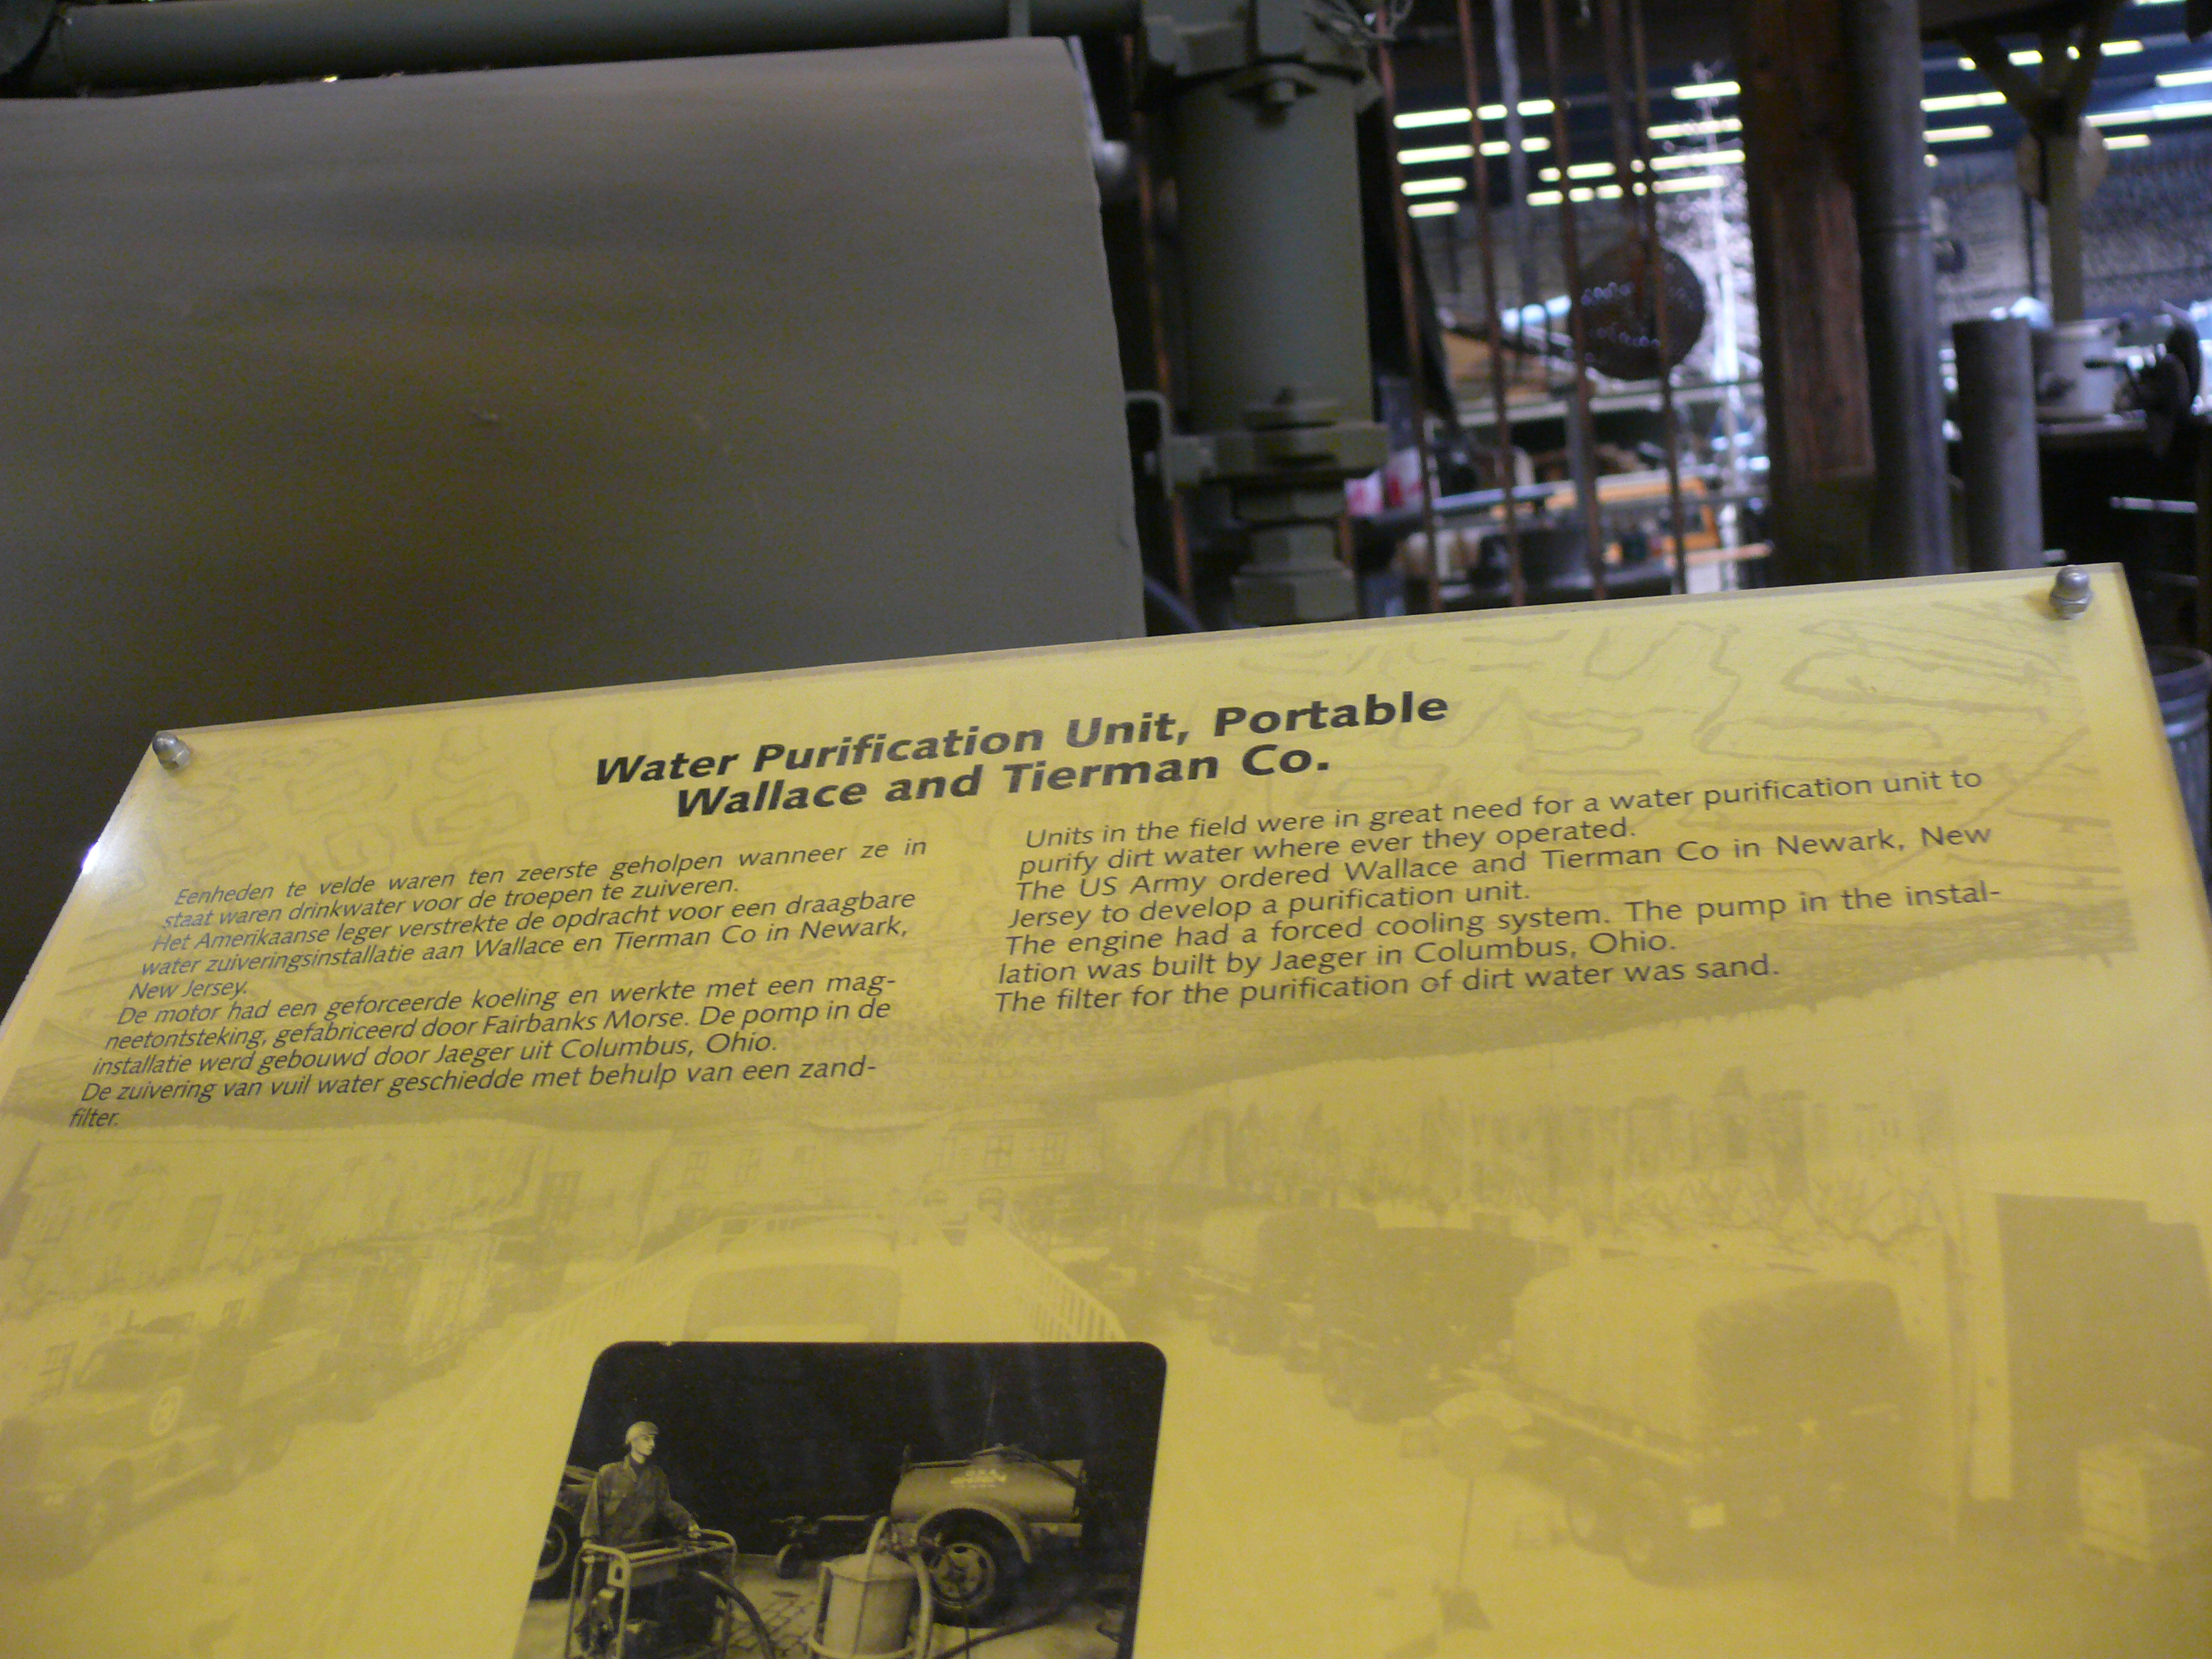 Water Purification Unit, Portable
Wallace and Tierman Co.
Eenheden te velde waren ten zeerste geholpen wanneer ze in
staat waren drinkwater voor de troepen te zuiveren.
Het Amerikaanse leger verstrekte de opdracht voor een draagbare
water zuiveringsinstallatie aan Wallace en Tierman Co in Newark,
New Jersey.
De motor had een geforceerde koeling en werkte met een mag-
neetontsteking, gefabriceerd door Fairbanks Morse. De pomp in de
installatie werd gebouwd door Jaeger uit Columbus, Ohio.
De zuivering van vuil water geschiedde met behulp van een zand-
filter.
Units in the field were in great need for a water purification unit to
purify dirt water where ever they operated.
The US Army ordered Wallace and Tierman Co in Newark, New
Jersey to develop a purification unit.
The engine had a forced cooling system. The pump in the instal-
lation was built by Jaeger in Columbus, Ohio.
The filter for the purification of dirt water was sand.